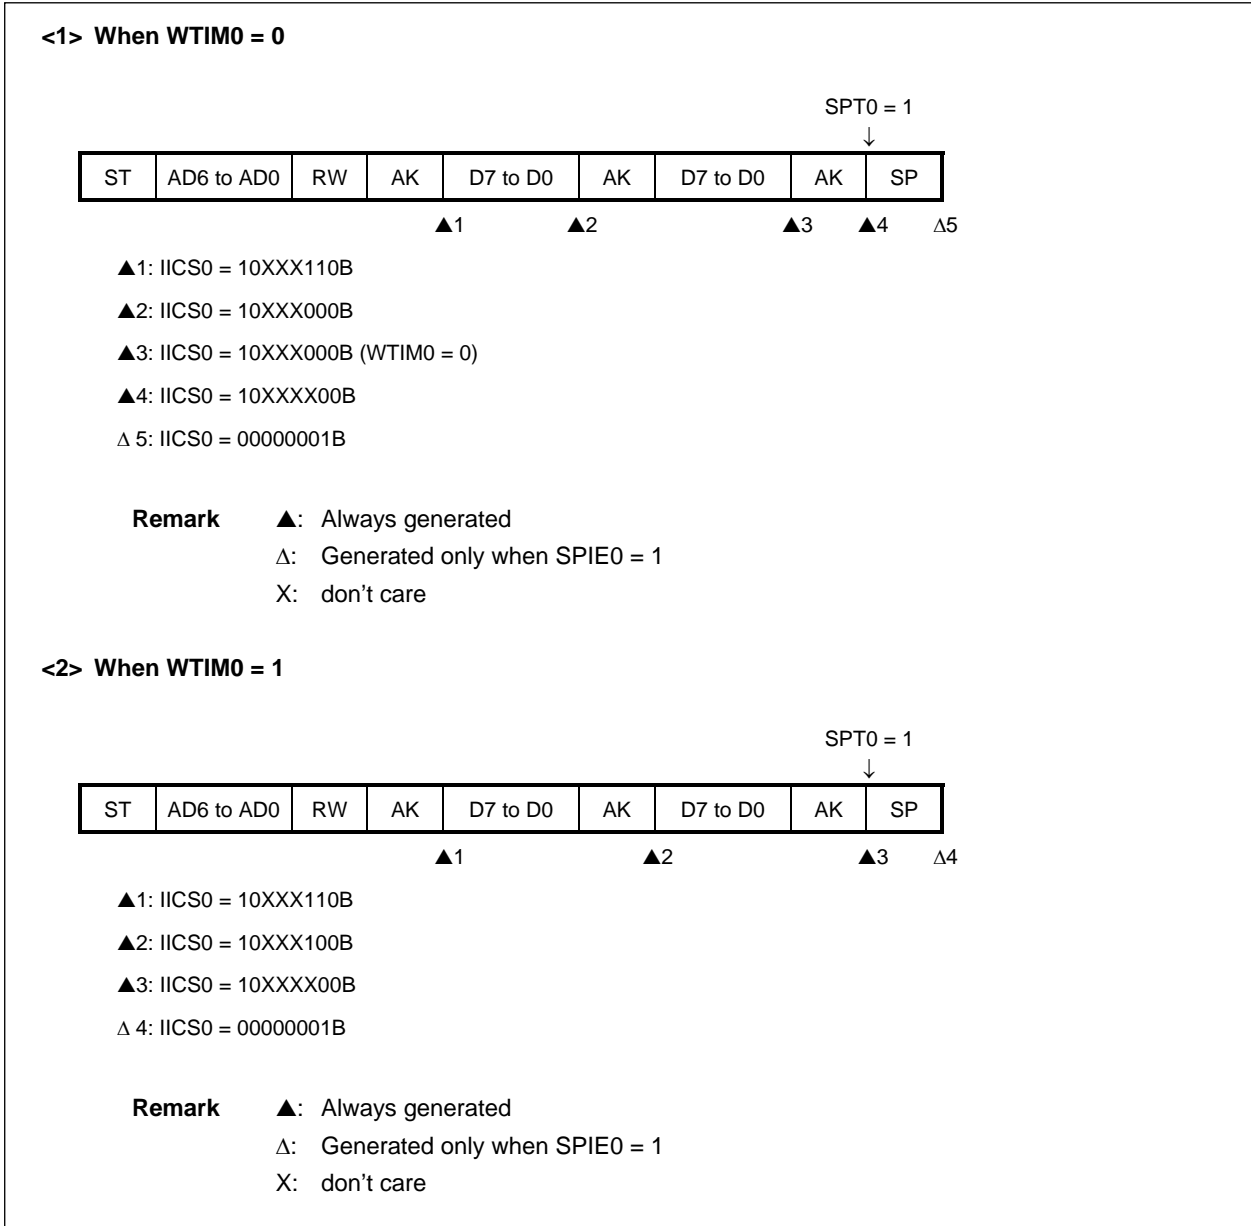 <1> When WTIM0 = 0
SPT0 = 1
↓
ST AD6 to AD0 RW AK D7 to D0 AK D7 to D0 AK SP
▲1 ▲2 ▲3 ▲4 Δ5
▲1: IICS0 = 10XXX110B
▲2: IICS0 = 10XXX000B
▲3: IICS0 = 10XXX000B (WTIM0 = 0)
▲4: IICS0 = 10XXXX00B
Δ 5: IICS0 = 00000001B
Remark ▲: Always generated
Δ: Generated only when SPIE0 = 1
X: don’t care
<2> When WTIM0 = 1
SPT0 = 1
↓
ST AD6 to AD0 RW AK D7 to D0 AK D7 to D0 AK SP
▲1 ▲2 ▲3 Δ4
▲1: IICS0 = 10XXX110B
▲2: IICS0 = 10XXX100B
▲3: IICS0 = 10XXXX00B
Δ 4: IICS0 = 00000001B
Remark ▲: Always generated
Δ: Generated only when SPIE0 = 1
X: don’t care